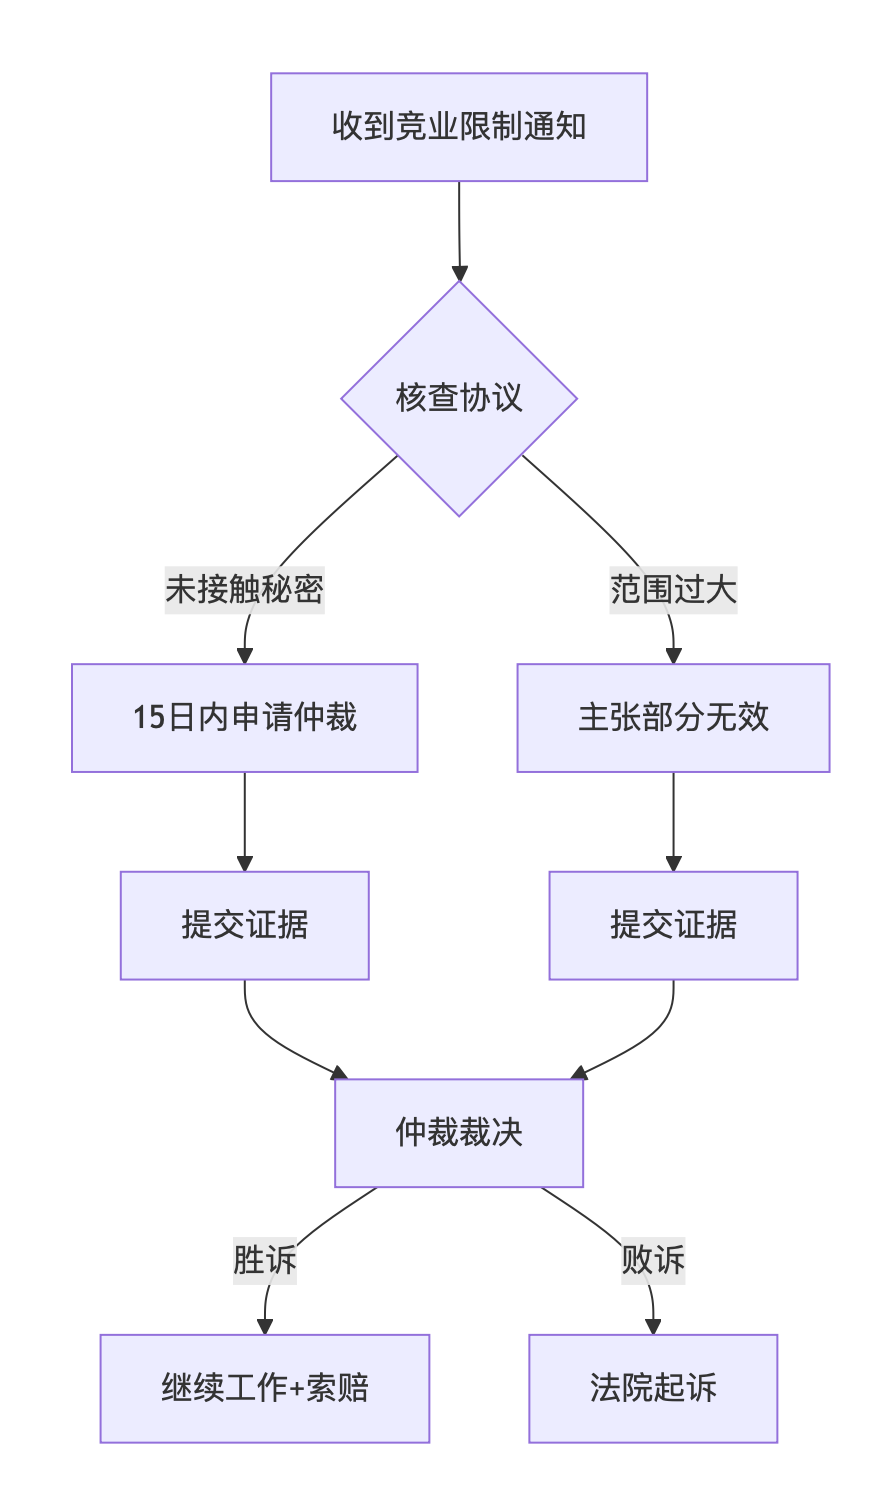 收到竞业限制通知
核查协议
未接触秘密
范围过大
15日内申请仲裁
主张部分无效
提交证据
提交证据
仲裁裁决
胜诉
败诉
继续工作+索赔
法院起诉